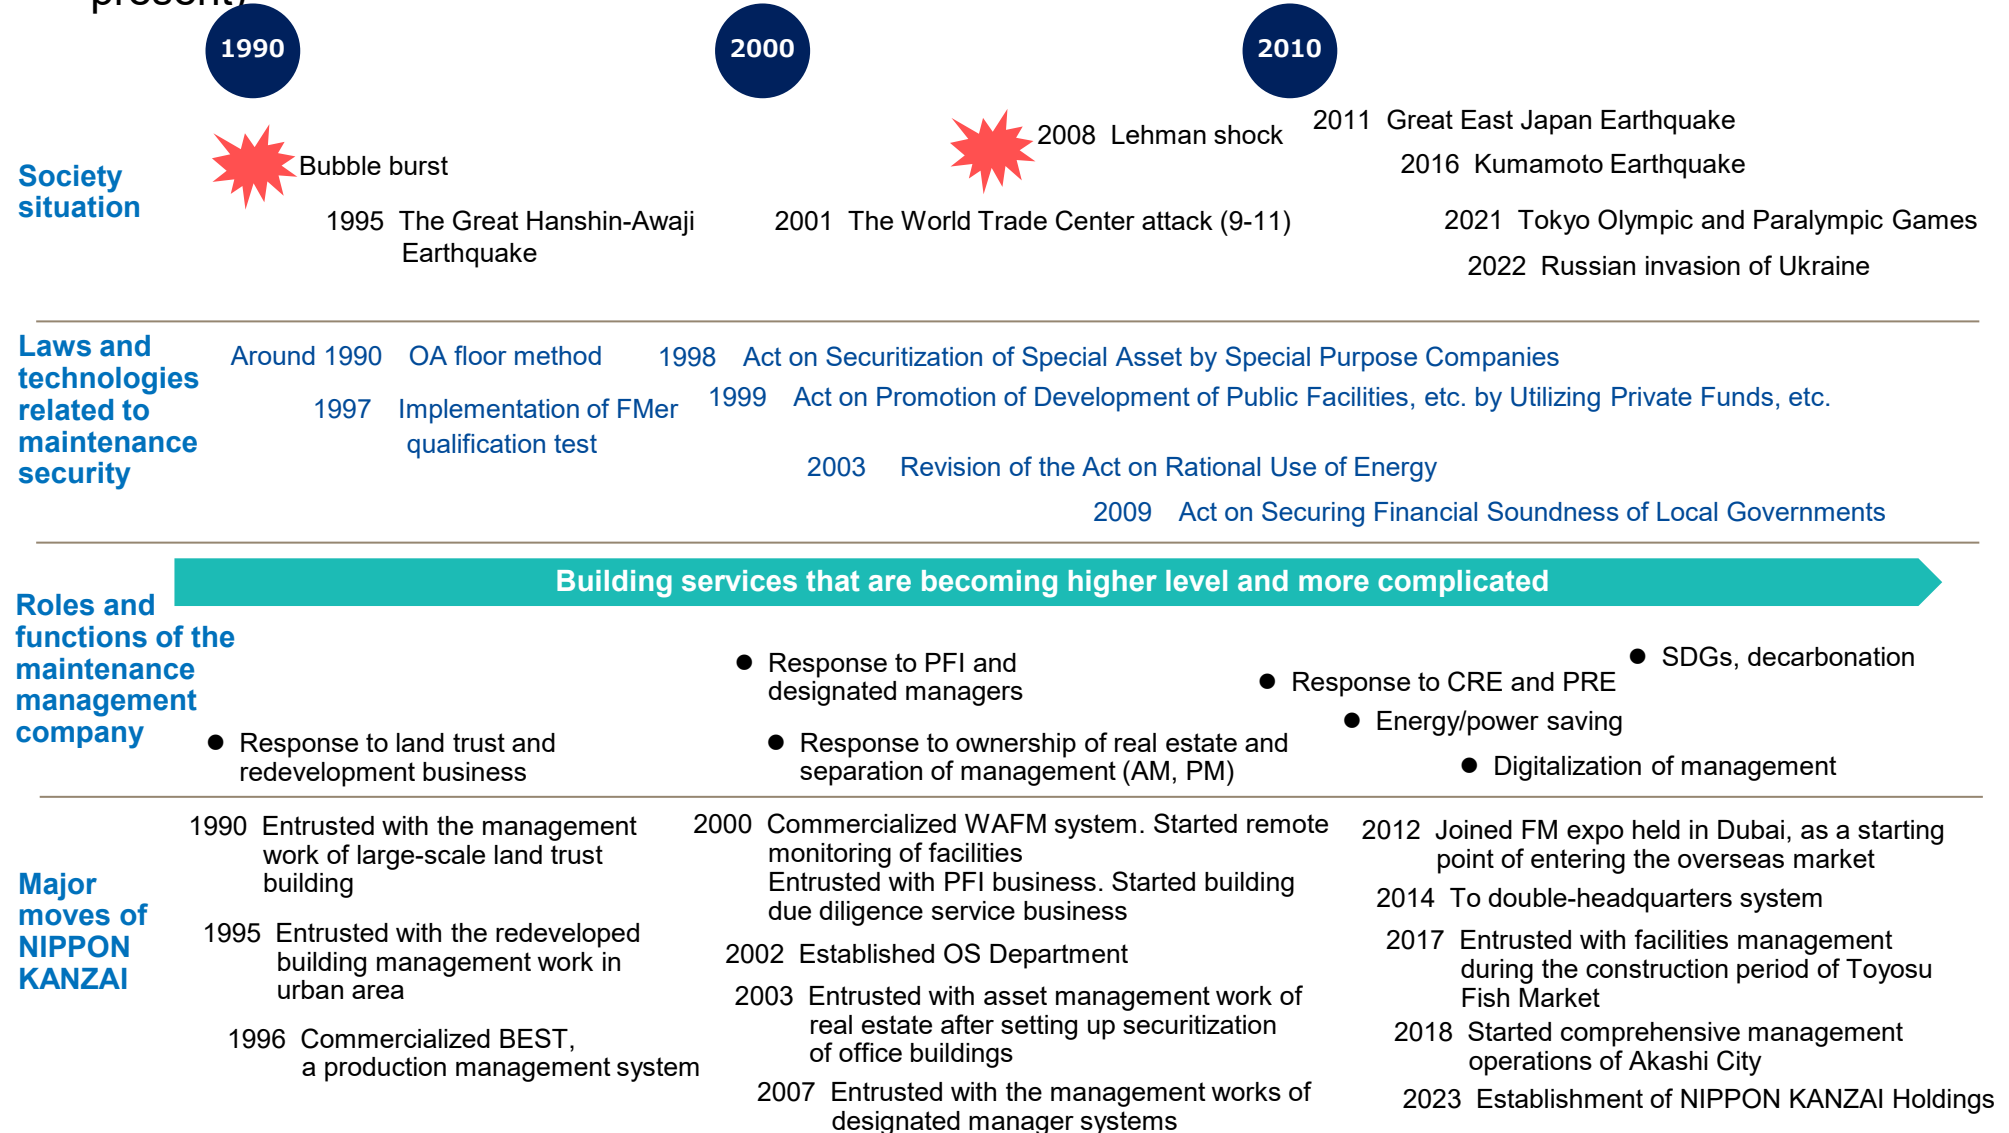 present)
1990
2000
2010
Society
situation
Bubble burst
1995 The Great Hanshin-Awaji
Earthquake
2008 Lehman shock
2001 The World Trade Center attack (9-11)
2011 Great East Japan Earthquake
2016 Kumamoto Earthquake
2021 Tokyo Olympic and Paralympic Games
2022 Russian invasion of Ukraine
Laws and
technologies
related to
maintenance
security
Around 1990 OA floor method
1997 Implementation of FMer
qualification test
1998 Act on Securitization of Special Asset by Special Purpose Companies
1999 Act on Promotion of Development of Public Facilities, etc. by Utilizing Private Funds, etc.
2003 Revision of the Act on Rational Use of Energy
2009 Act on Securing Financial Soundness of Local Governments
Building services that are becoming higher level and more complicated
Roles and
functions of the
maintenance
management
company
● Response to land trust and
redevelopment business
● Response to PFI and
designated managers
● Response to ownership of real estate and
separation of management (AM, PM)
● SDGs, decarbonation
● Response to CRE and PRE
● Energy/power saving
● Digitalization of management
Major
moves of
NIPPON
KANZAI
1990 Entrusted with the management
work of large-scale land trust
building
1995 Entrusted with the redeveloped
building management work in
urban area
1996 Commercialized BEST,
a production management system
2000 Commercialized WAFM system. Started remote
monitoring of facilities
Entrusted with PFI business. Started building
due diligence service business
2002 Established OS Department
2003 Entrusted with asset management work of
real estate after setting up securitization
of office buildings
2007 Entrusted with the management works of
designated manager systems
2012 Joined FM expo held in Dubai, as a starting
point of entering the overseas market
2014 To double-headquarters system
2017 Entrusted with facilities management
during the construction period of Toyosu
Fish Market
2018 Started comprehensive management
operations of Akashi City
2023 Establishment of NIPPON KANZAI Holdings